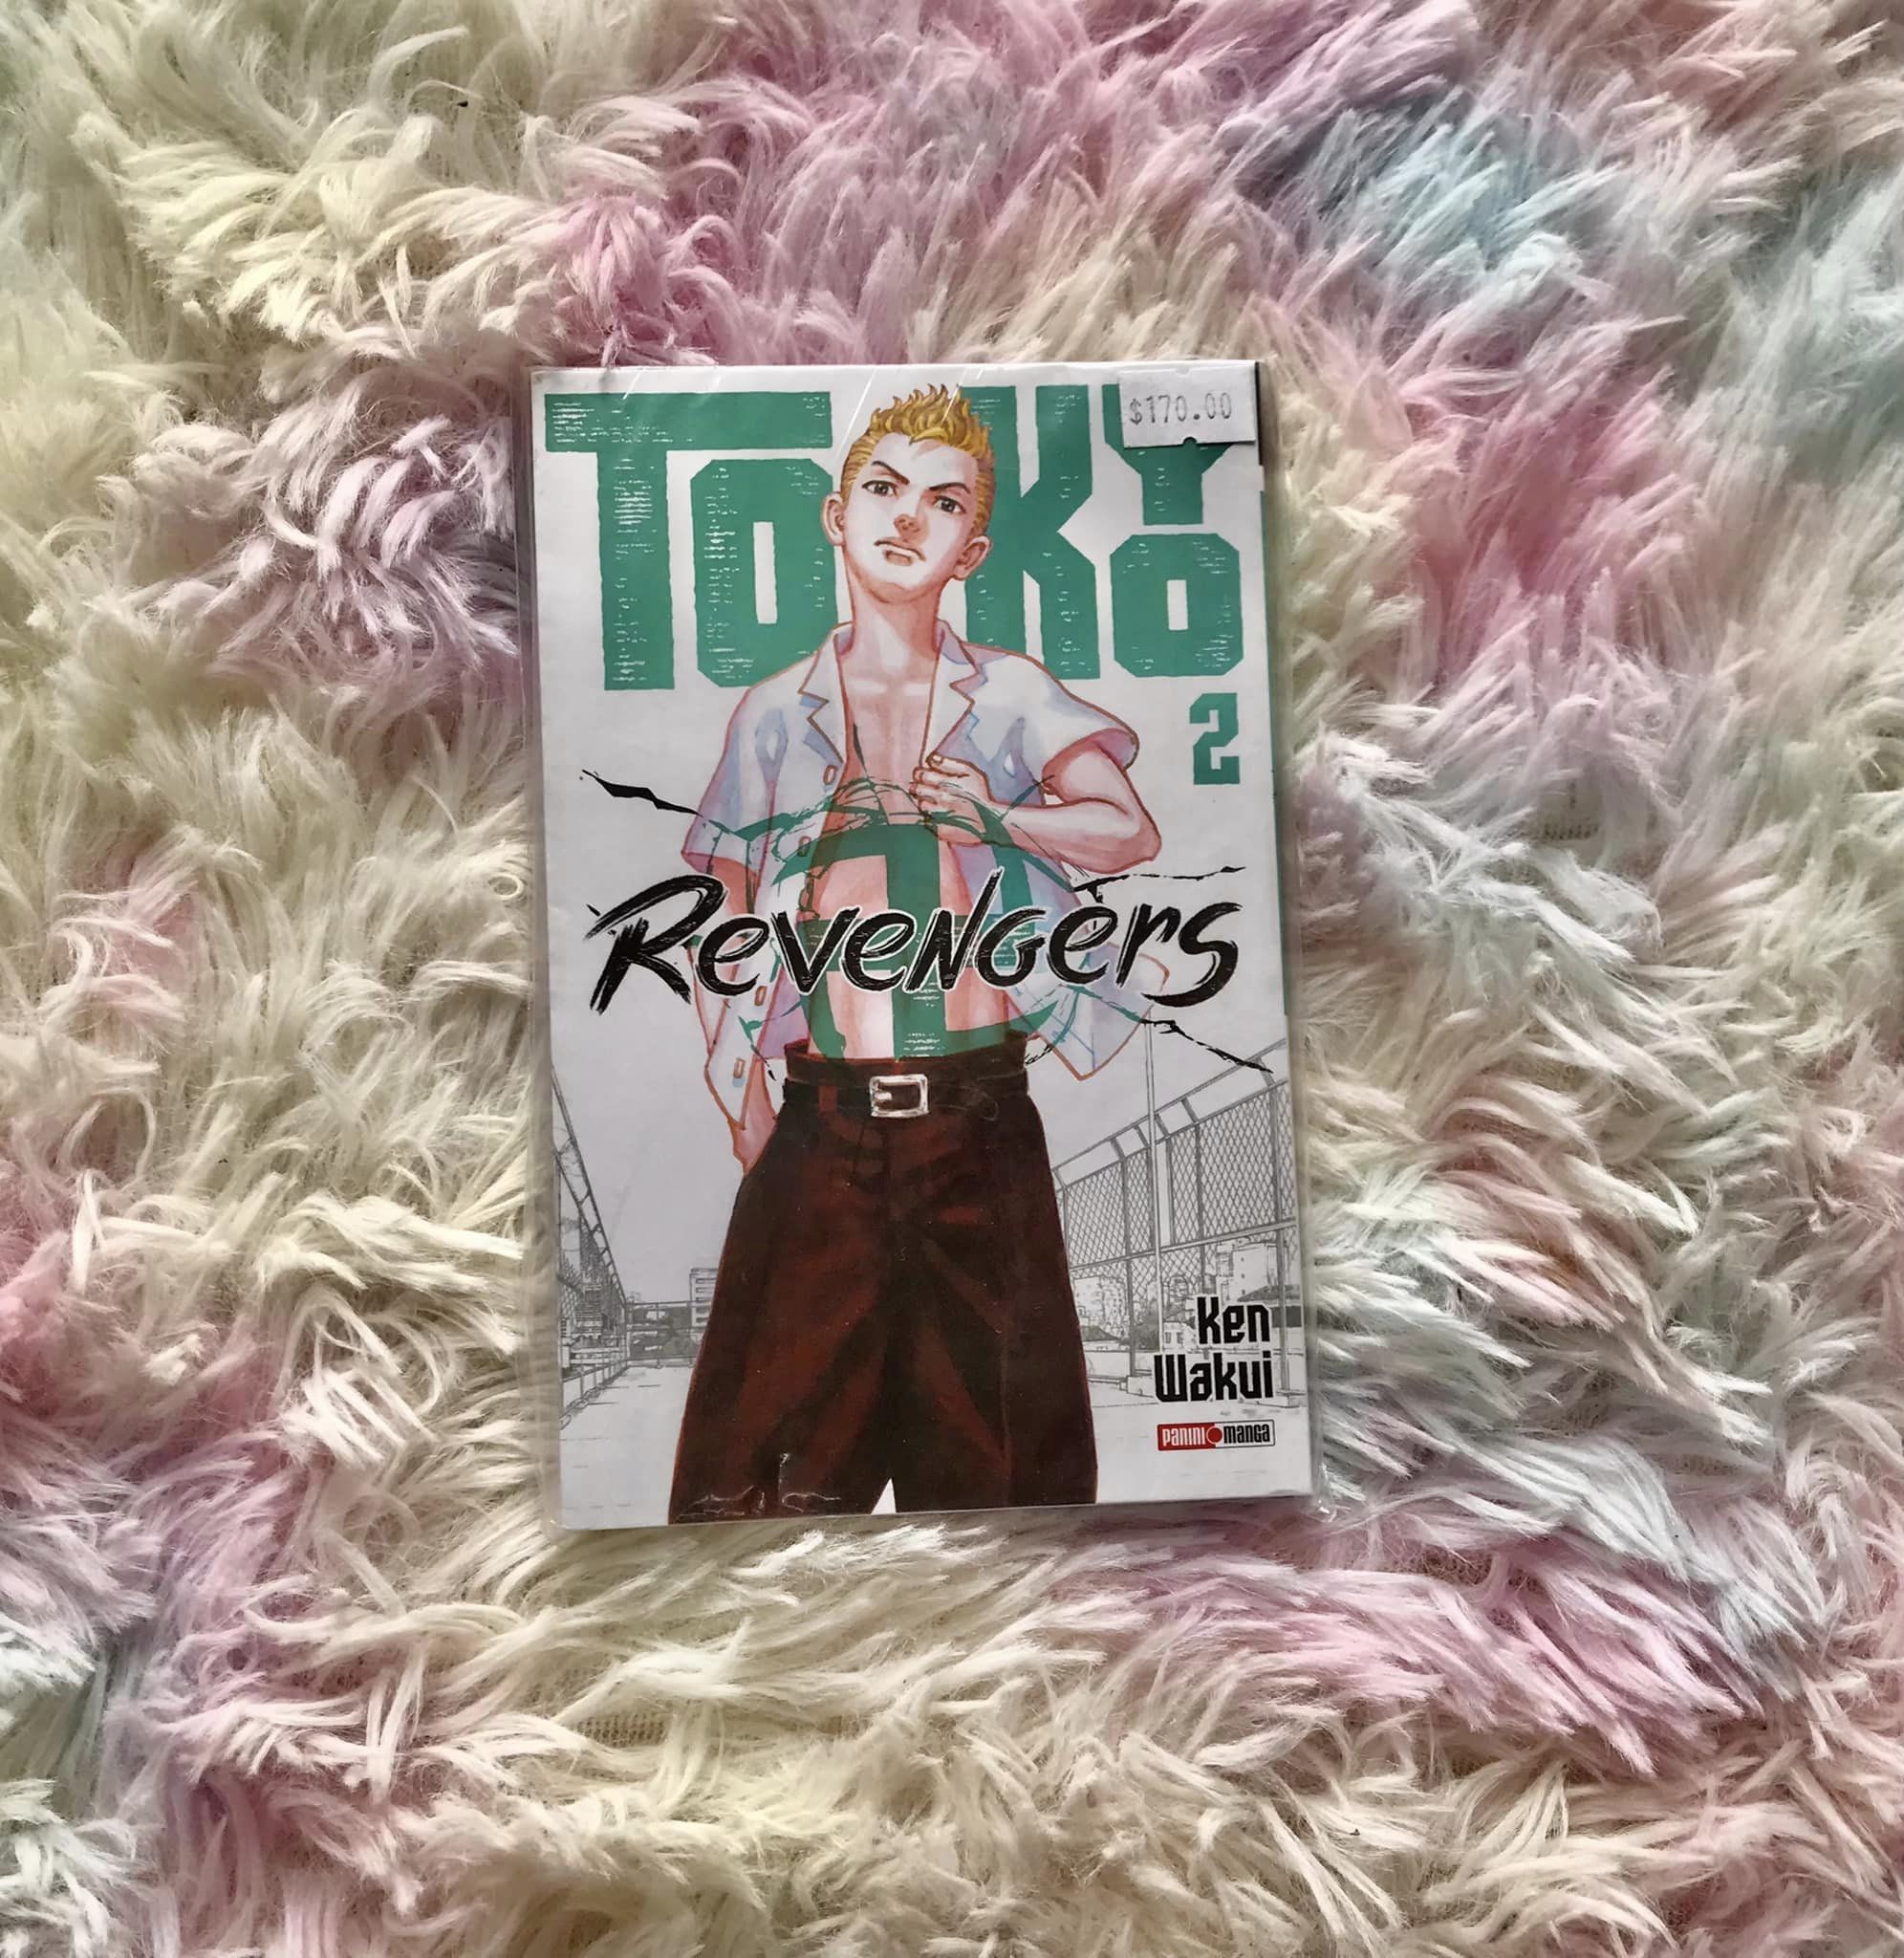 TOKYO
$170.00
2
Revengers
Ken
Wakui
PANINI manga